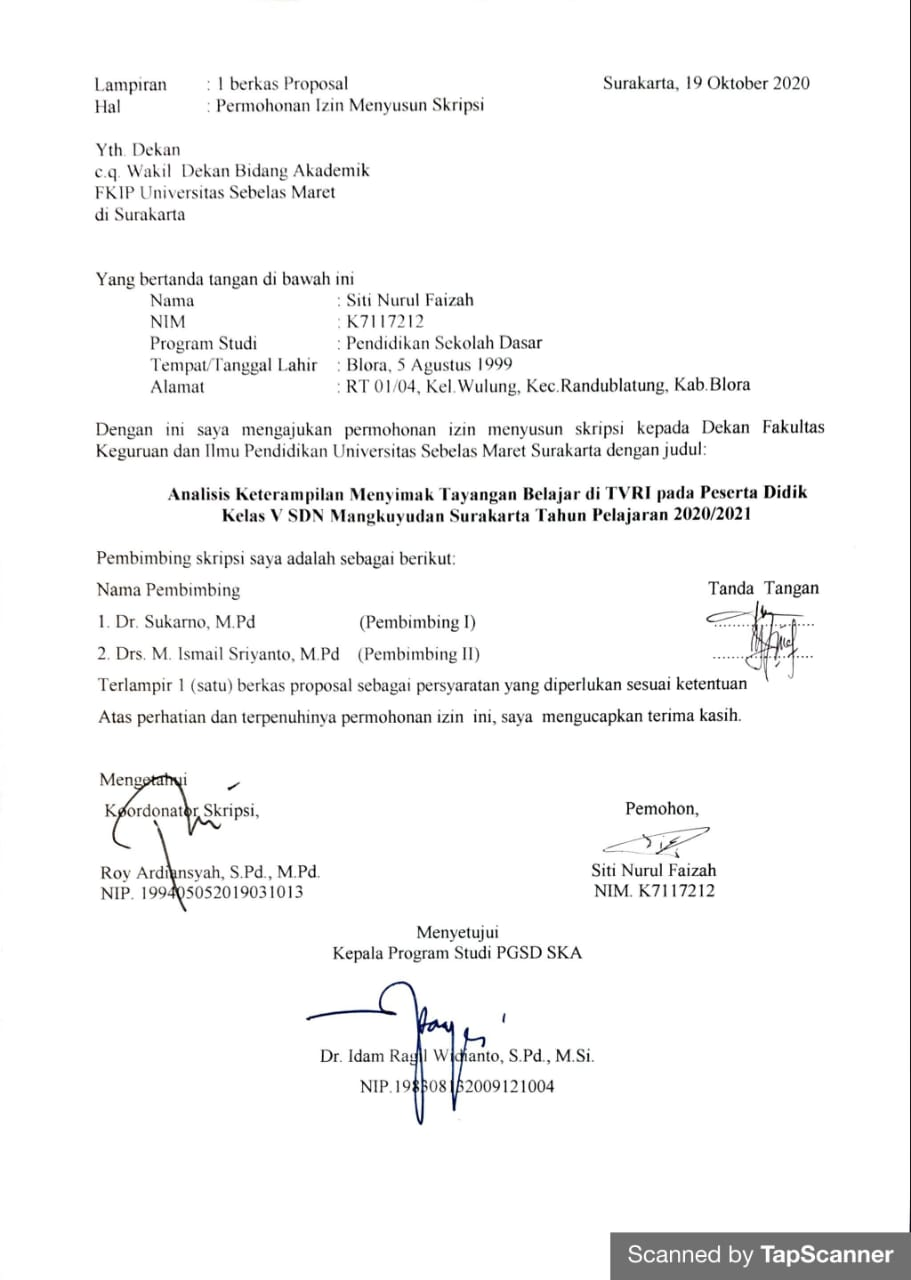 Lampiran : 1 berkas Proposal Surakarta, 19 Oktober 2020
Hal : Permohonan Izin Menyusun Skripsi
Yth. Dekan
c.q. Wakil Dekan Bidang Akademik
FKIP Universitas Sebelas Maret
di Surakarta
Yang bertanda tangan di bawah ini
Nama : Siti Nurul Faizah
NIM : K7117212
Program Studi : Pendidikan Sekolah Dasar
Tempat/Tanggal Lahir : Blora, 5 Agustus 1999
Alamat : RT 01/04, Kel.Wulung, Kec.Randublatung, Kab.Blora
Dengan ini saya mengajukan permohonan izin menyusun skripsi kepada Dekan Fakultas
Keguruan dan Ilmu Pendidikan Universitas Sebelas Maret Surakarta dengan judul:
Analisis Keterampilan Menyimak Tayangan Belajar di TVRI pada Peserta Didik
Kelas V SDN Mangkuyudan Surakarta Tahun Pelajaran 2020/2021
Pembimbing skripsi saya adalah sebagai berikut:
Nama Pembimbing Tanda Tangan
1. Dr. Sukarno, M.Pd (Pembimbing I)
2. Drs. M. Ismail Sriyanto, M.Pd (Pembimbing II)
Terlampir 1 (satu) berkas proposal sebagai persyaratan yang diperlukan sesuai ketentuan
Atas perhatian dan terpenuhinya permohonan izin ini, saya mengucapkan terima kasih.
Mengetahui
Koordonator Skripsi, Pemohon,
Roy Ardiansyah, S.Pd., M.Pd. Siti Nurul Faizah
NIP. 199405052019031013 NIM. K7117212
Menyetujui
Kepala Program Studi PGSD SKA
Dr. Idam Ragil Widianto, S.Pd., M.Si.
Scanned by TapScanner